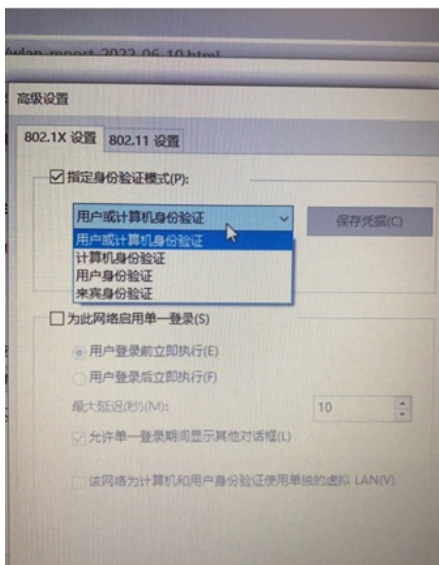 wlan-report-2022-06-10.html
高级设置
802.1X 设置 802.11 设置
指定身份验证模式(P):
用户或计算机身份验证 保存凭据(C)
用户或计算机身份验证
计算机身份验证
用户身份验证
来宾身份验证
为此网络启用单一登录(S)
用户登录前立即执行(E)
用户登录后立即执行(F)
最大延迟(秒)(M): 10
允许单一登录期间显示其他对话框(L)
该网络为计算机和用户身份验证使用单独的虚拟 LAN(V)